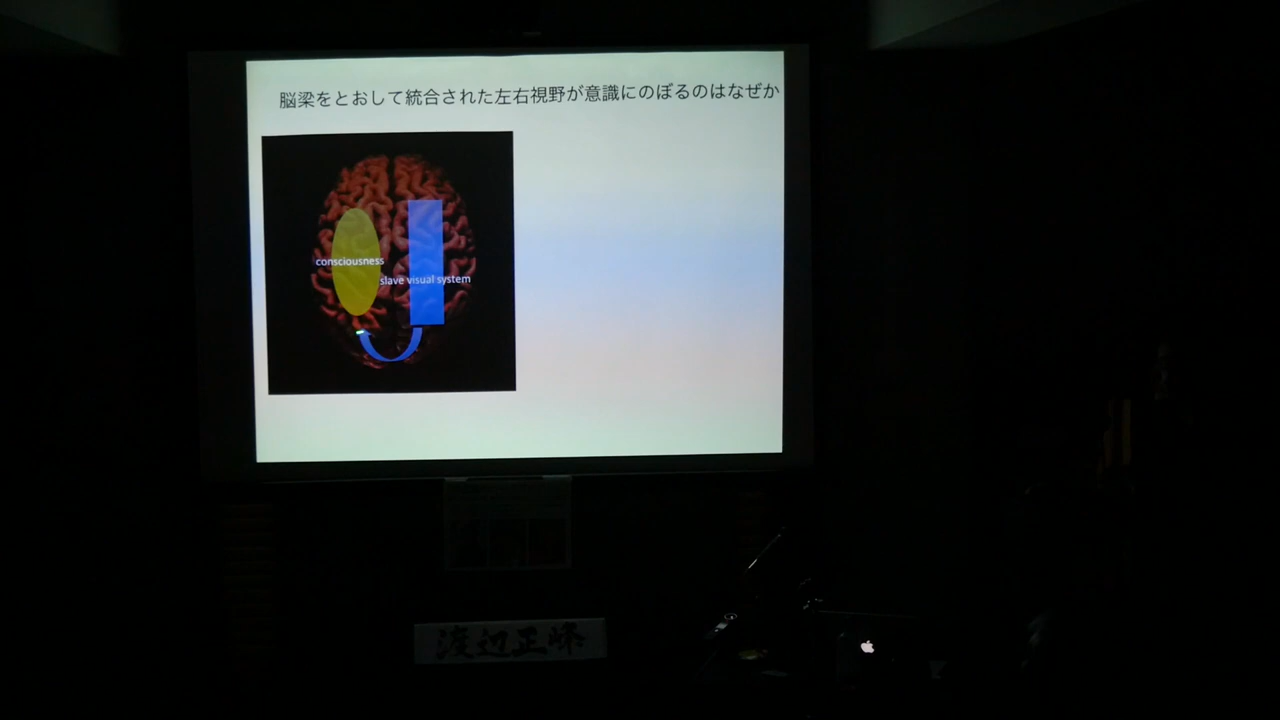 脳梁をとおして統合された左右視野が意識にのぼるのはなぜか
consciousness
slave visual system
渡辺正峰